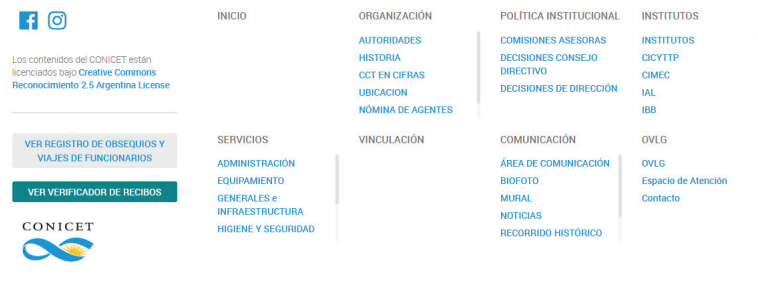 Los contenidos del CONICET están
licenciados bajo Creative Commons
Reconocimiento 2.5 Argentina License
VER REGISTRO DE OBSEQUIOS Y
VIAJES DE FUNCIONARIOS
VER VERIFICADOR DE RECIBOS
CONICET
INICIO
ORGANIZACIÓN
AUTORIDADES
HISTORIA
CCT EN CIFRAS
UBICACION
NÓMINA DE AGENTES
POLÍTICA INSTITUCIONAL
COMISIONES ASESORAS
DECISIONES CONSEJO
DIRECTIVO
DECISIONES DE DIRECCIÓN
INSTITUTOS
INSTITUTOS
CICYTTP
CIMEC
IAL
IBB
SERVICIOS
ADMINISTRACIÓN
EQUIPAMIENTO
GENERALES e
INFRAESTRUCTURA
HIGIENE Y SEGURIDAD
VINCULACIÓN
COMUNICACIÓN
ÁREA DE COMUNICACIÓN
BIOFOTO
MURAL
NOTICIAS
RECORRIDO HISTÓRICO
OVLG
OVLG
Espacio de Atención
Contacto